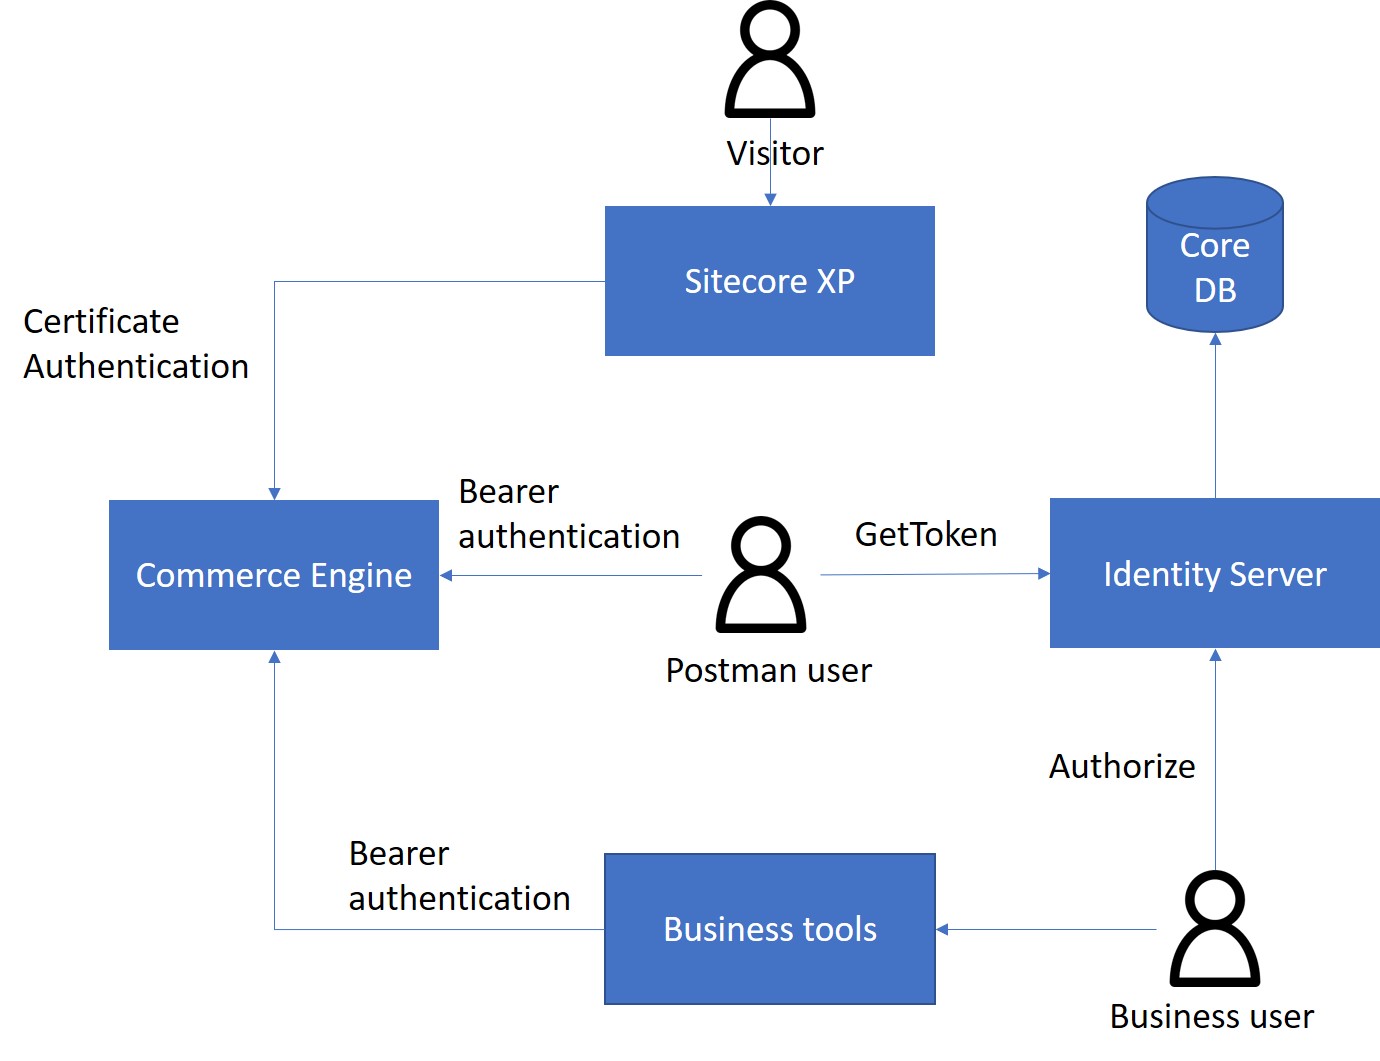 Visitor
Sitecore XP
Core
DB
Certificate
Authentication
Bearer
authentication
GetToken
Commerce Engine
Identity Server
Postman user
Authorize
Bearer
authentication
Business tools
Business user